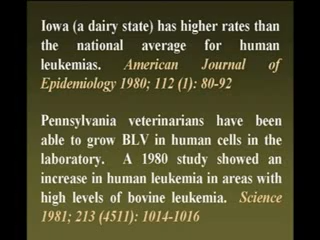 Iowa (a dairy state) has higher rates than
the national average for human
leukemias. American Journal of
Epidemiology 1980; 112 (1): 80-92
Pennsylvania veterinarians have been
able to grow BLV in human cells in the
laboratory. A 1980 study showed an
increase in human leukemia in areas with
high levels of bovine leukemia. Science
1981; 213 (4511): 1014-1016